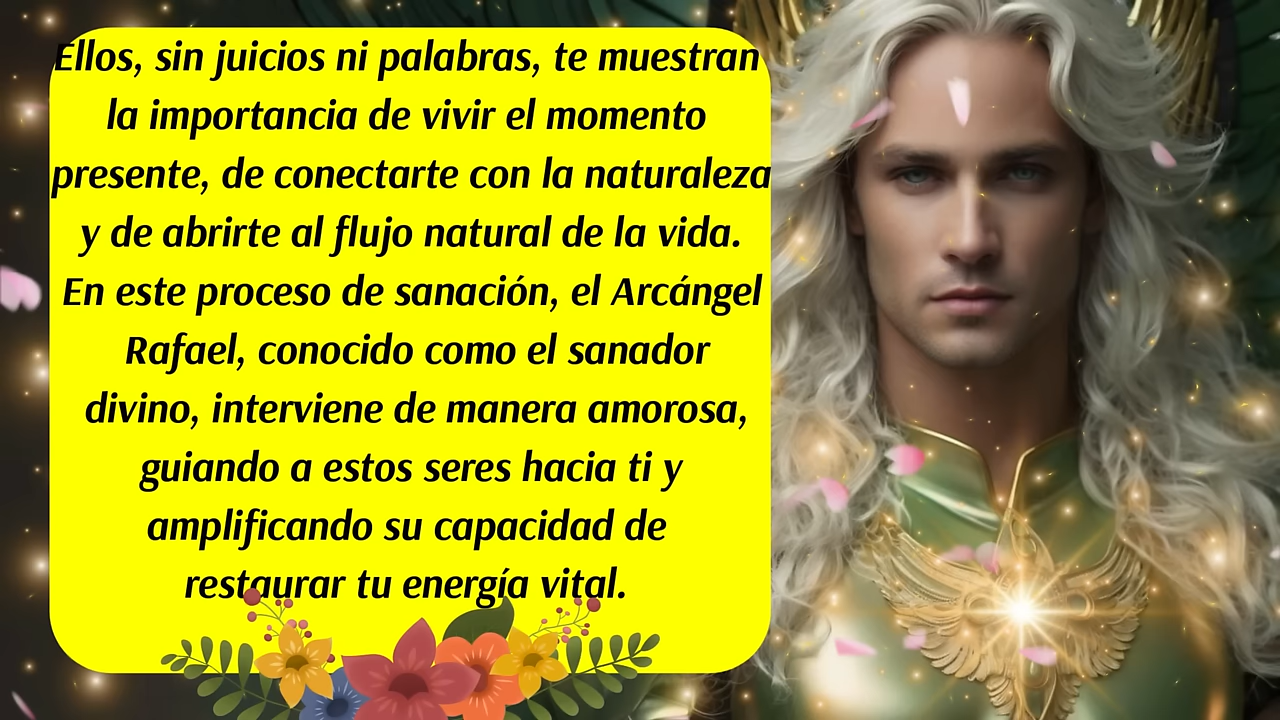 Ellos, sin juicios ni palabras, te muestran
la importancia de vivir el momento
presente, de conectarte con la naturaleza
y de abrirte al flujo natural de la vida.
En este proceso de sanación, el Arcángel
Rafael, conocido como el sanador
divino, interviene de manera amorosa,
guiando a estos seres hacia ti y
amplificando su capacidad de
restaurar tu energía vital.